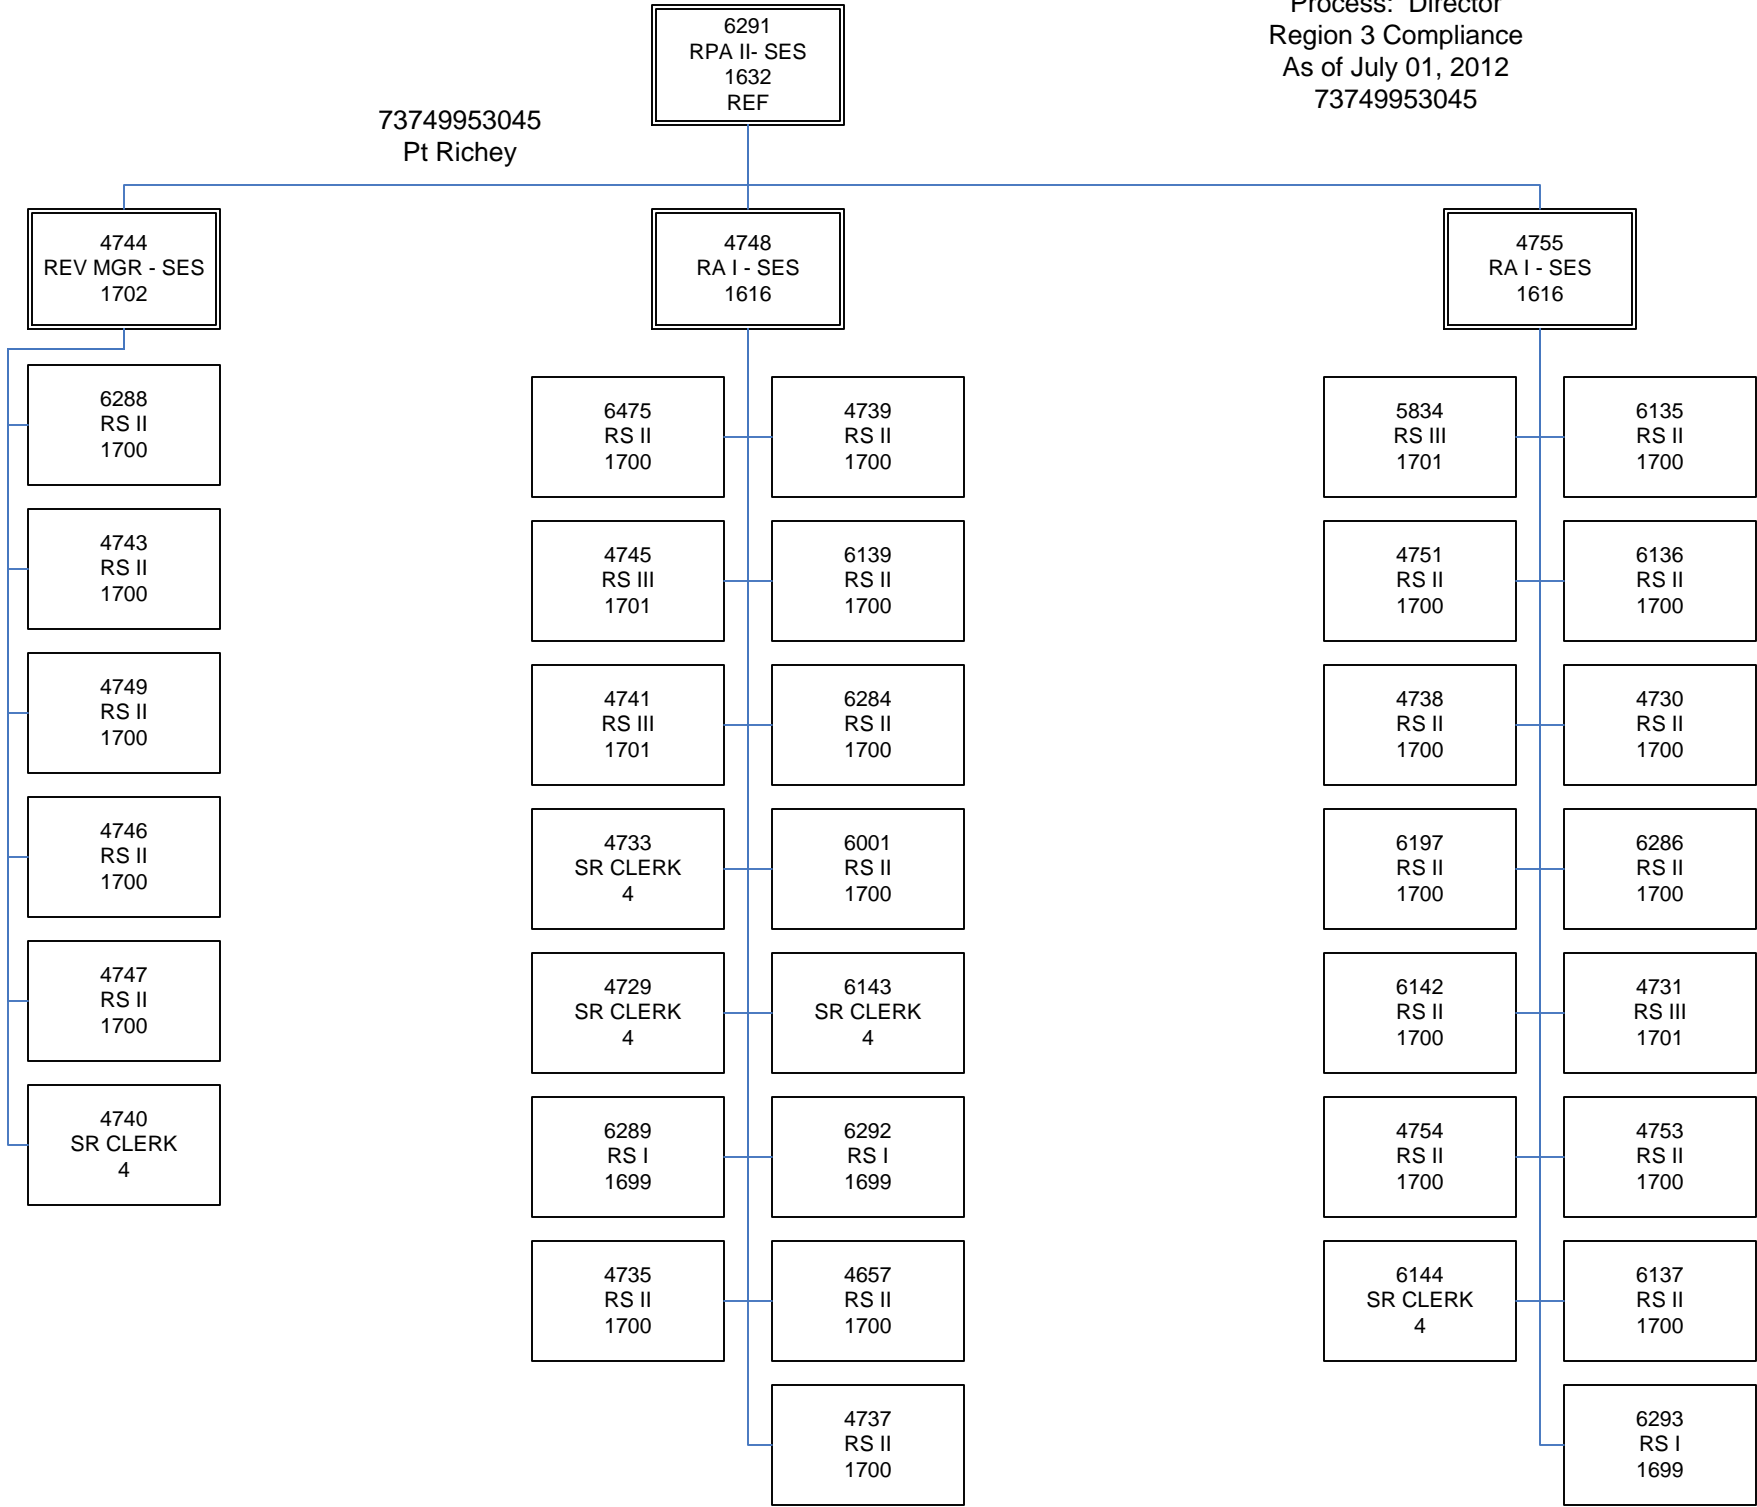 Process: Director
Region 3 Compliance
As of July 01, 2012
73749953045
6291
RPA II- SES
1632
REF
73749953045
Pt Richey
4744
REV MGR - SES
1702
4748
RA I - SES
1616
4755
RA I - SES
1616
6288
RS II
1700
4743
RS II
1700
4749
RS II
1700
4746
RS II
1700
4747
RS II
1700
4740
SR CLERK
4
6475
RS II
1700
4739
RS II
1700
4745
RS III
1701
6139
RS II
1700
4741
RS III
1701
6284
RS II
1700
4733
SR CLERK
4
6001
RS II
1700
4729
SR CLERK
4
6143
SR CLERK
4
6289
RS I
1699
6292
RS I
1699
4735
RS II
1700
4657
RS II
1700
4737
RS II
1700
5834
RS III
1701
6135
RS II
1700
4751
RS II
1700
6136
RS II
1700
4738
RS II
1700
4730
RS II
1700
6197
RS II
1700
6286
RS II
1700
6142
RS II
1700
4731
RS III
1701
4754
RS II
1700
4753
RS II
1700
6144
SR CLERK
4
6137
RS II
1700
6293
RS I
1699